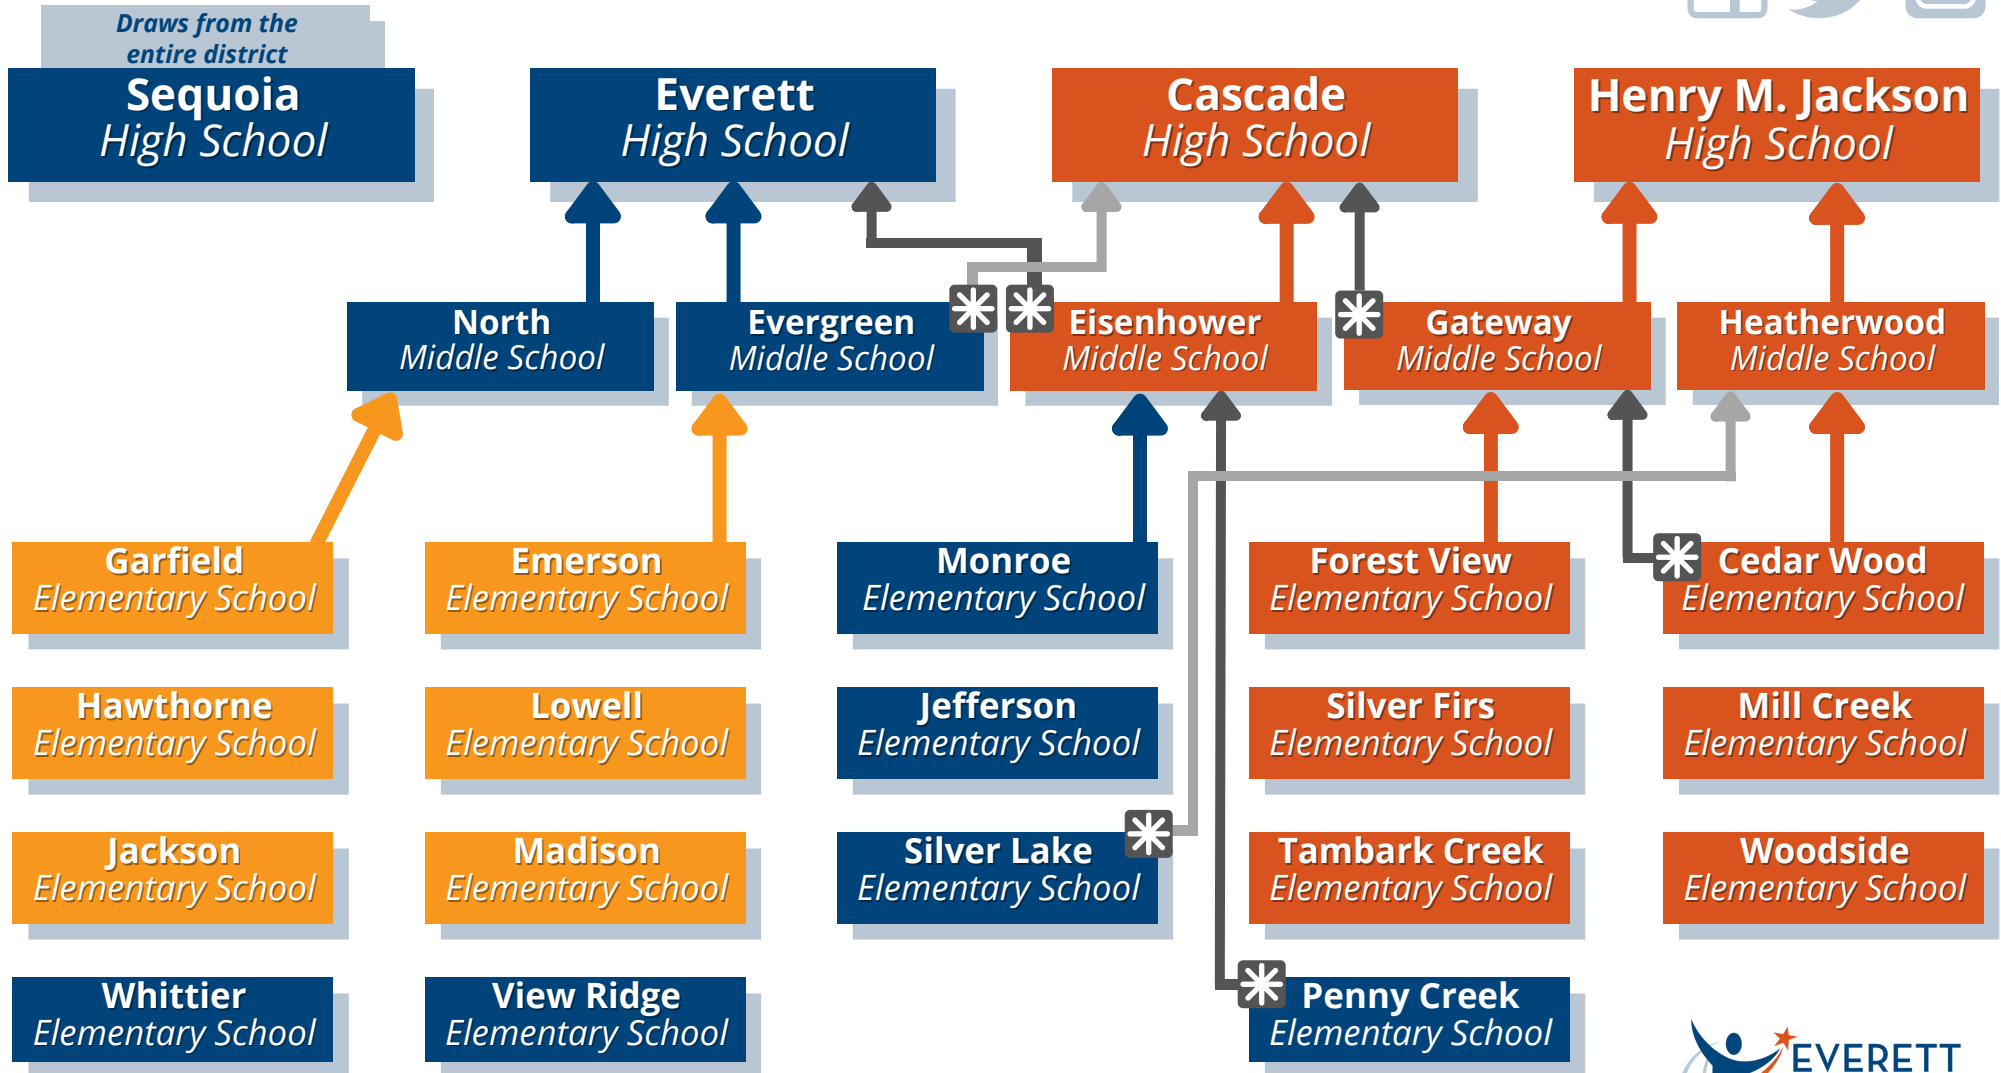 Draws from the
entire district
Sequoia
High School
Everett
High School
Cascade
High School
Henry M. Jackson
High School
North
Middle School
Evergreen
Middle School
Eisenhower
Middle School
Gateway
Middle School
Heatherwood
Middle School
Garfield
Elementary School
Emerson
Elementary School
Monroe
Elementary School
Forest View
Elementary School
Cedar Wood
Elementary School
Hawthorne
Elementary School
Lowell
Elementary School
Jefferson
Elementary School
Silver Firs
Elementary School
Mill Creek
Elementary School
Jackson
Elementary School
Madison
Elementary School
Silver Lake
Elementary School
Tambark Creek
Elementary School
Woodside
Elementary School
Whittier
Elementary School
View Ridge
Elementary School
Penny Creek
Elementary School
EVERETT